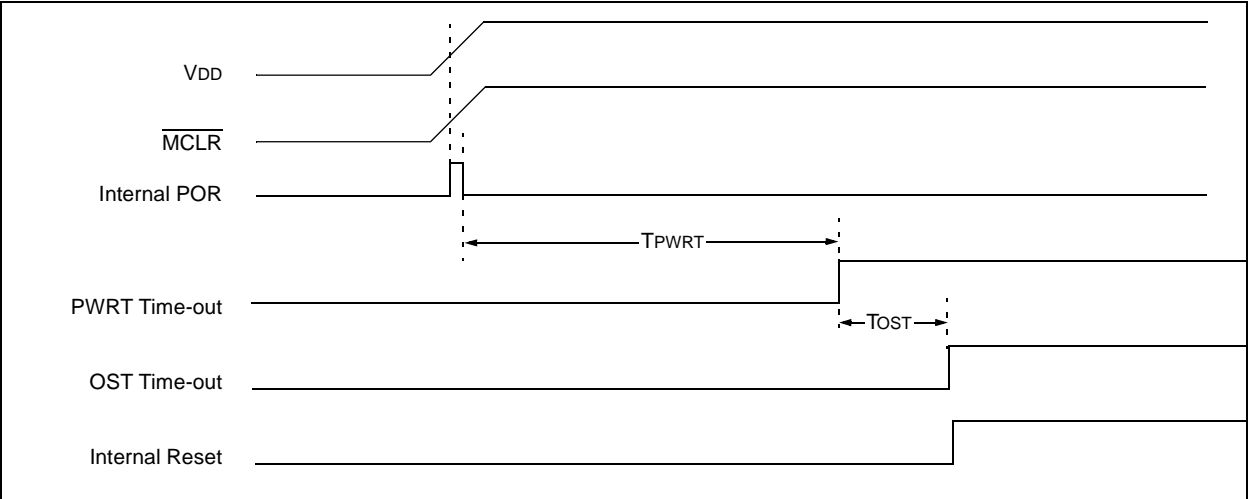 VDD
MCLR
Internal POR
TPWRT
PWRT Time-out
TOST
OST Time-out
Internal Reset